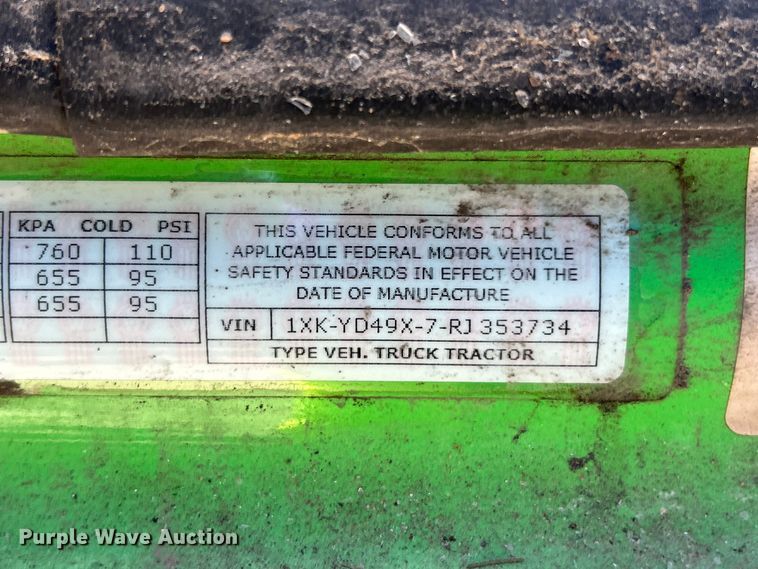 KPA COLD PSI
760 110
655 95
655 95
THIS VEHICLE CONFORMS TO ALL
APPLICABLE FEDERAL MOTOR VEHICLE
SAFETY STANDARDS IN EFFECT ON THE
DATE OF MANUFACTURE
VIN 1XK-YD49X-7-RJ 353734
TYPE VEH. TRUCK TRACTOR
Purple Wave Auction